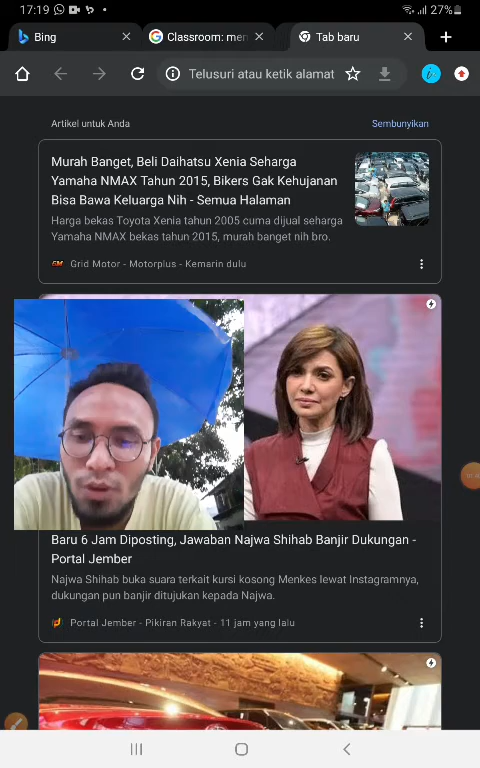 17:19
27%
Bing
Classroom: men
Tab baru
Telusuri atau ketik alamat
Artikel untuk Anda
Sembunyikan
Murah Banget, Beli Daihatsu Xenia Seharga
Yamaha NMAX Tahun 2015, Bikers Gak Kehujanan
Bisa Bawa Keluarga Nih - Semua Halaman
Harga bekas Toyota Xenia tahun 2005 cuma dijual seharga
Yamaha NMAX bekas tahun 2015, murah banget nih bro.
GM
Grid Motor - Motorplus - Kemarin dulu
Baru 6 Jam Diposting, Jawaban Najwa Shihab Banjir Dukungan -
Portal Jember
Najwa Shihab buka suara terkait kursi kosong Menkes lewat Instagramnya,
dukungan pun banjir ditujukan kepada Najwa.
Portal Jember - Pikiran Rakyat - 11 jam yang lalu